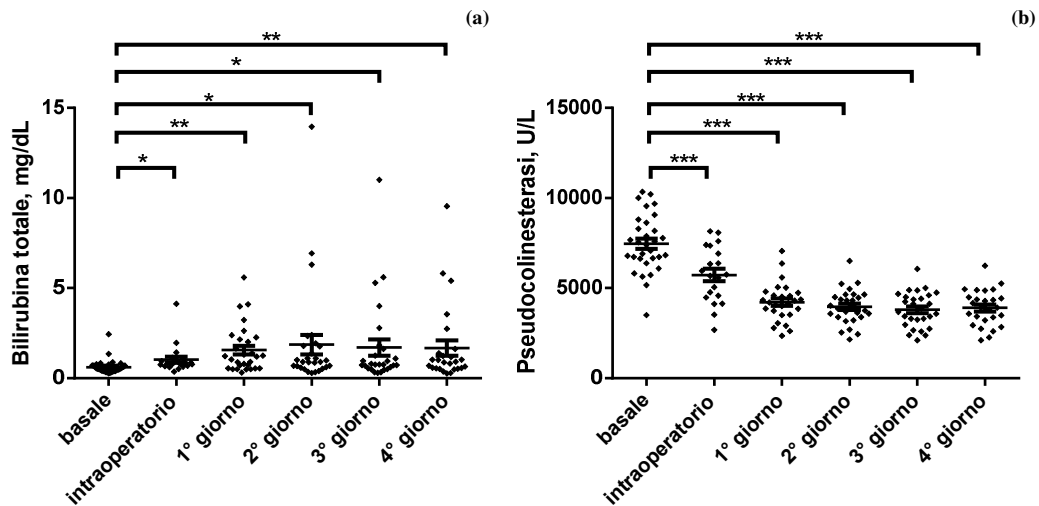 (a)
**
*
*
**
*
15
10
5
0
Bilirubina totale, mg/dL
basale
intraoperatorio
1° giorno
2° giorno
3° giorno
4° giorno
(b)
***
***
***
***
***
15000
10000
5000
0
Pseudocolinesterasi, U/L
basale
intraoperatorio
1° giorno
2° giorno
3° giorno
4° giorno